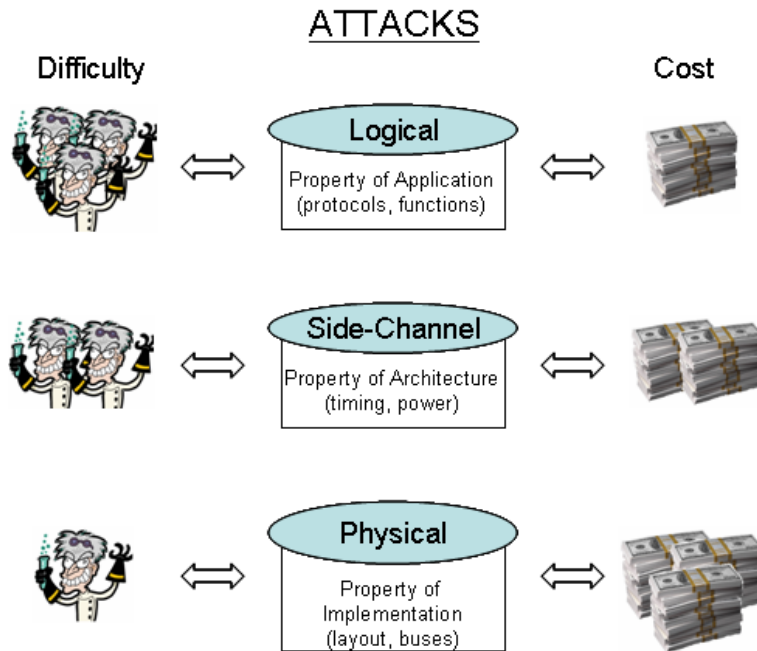 ATTACKS
Difficulty
Cost
Logical
Property of Application
(protocols, functions)
Side-Channel
Property of Architecture
(timing, power)
Physical
Property of
Implementation
(layout, buses)